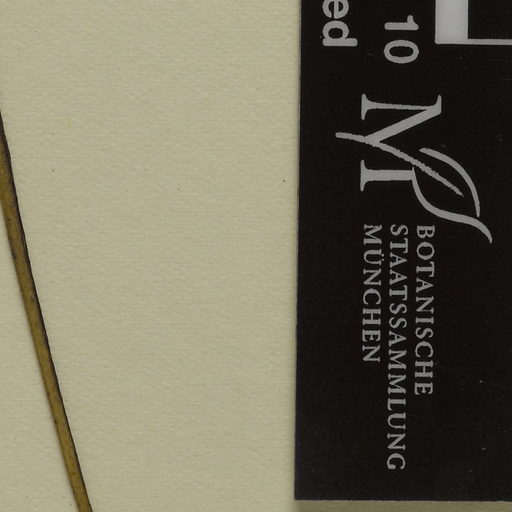 10
ed
BOTANISCHE
STAATSSAMMLUNG
MÜNCHEN